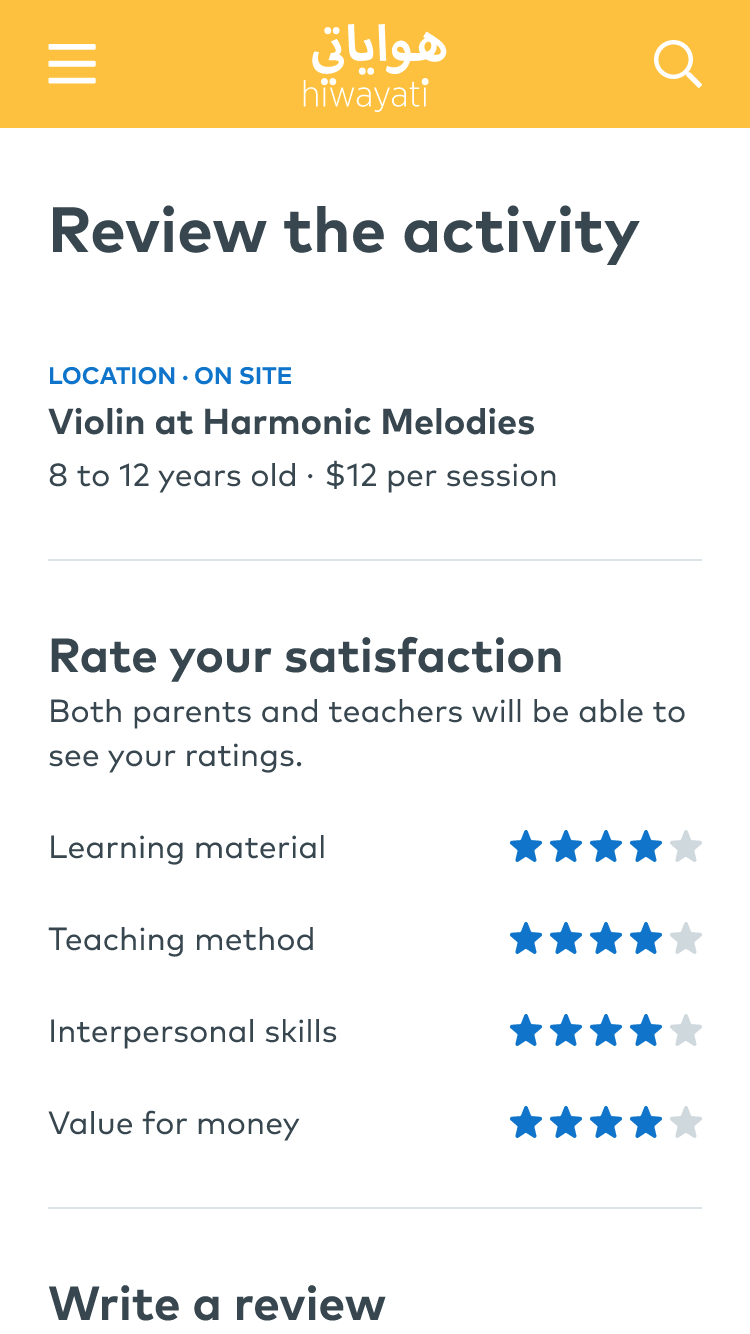 هواياتي
hiwayati
Review the activity
LOCATION · ON SITE
Violin at Harmonic Melodies
8 to 12 years old · $12 per session
Rate your satisfaction
Both parents and teachers will be able to
see your ratings.
Learning material
Teaching method
Interpersonal skills
Value for money
Write a review